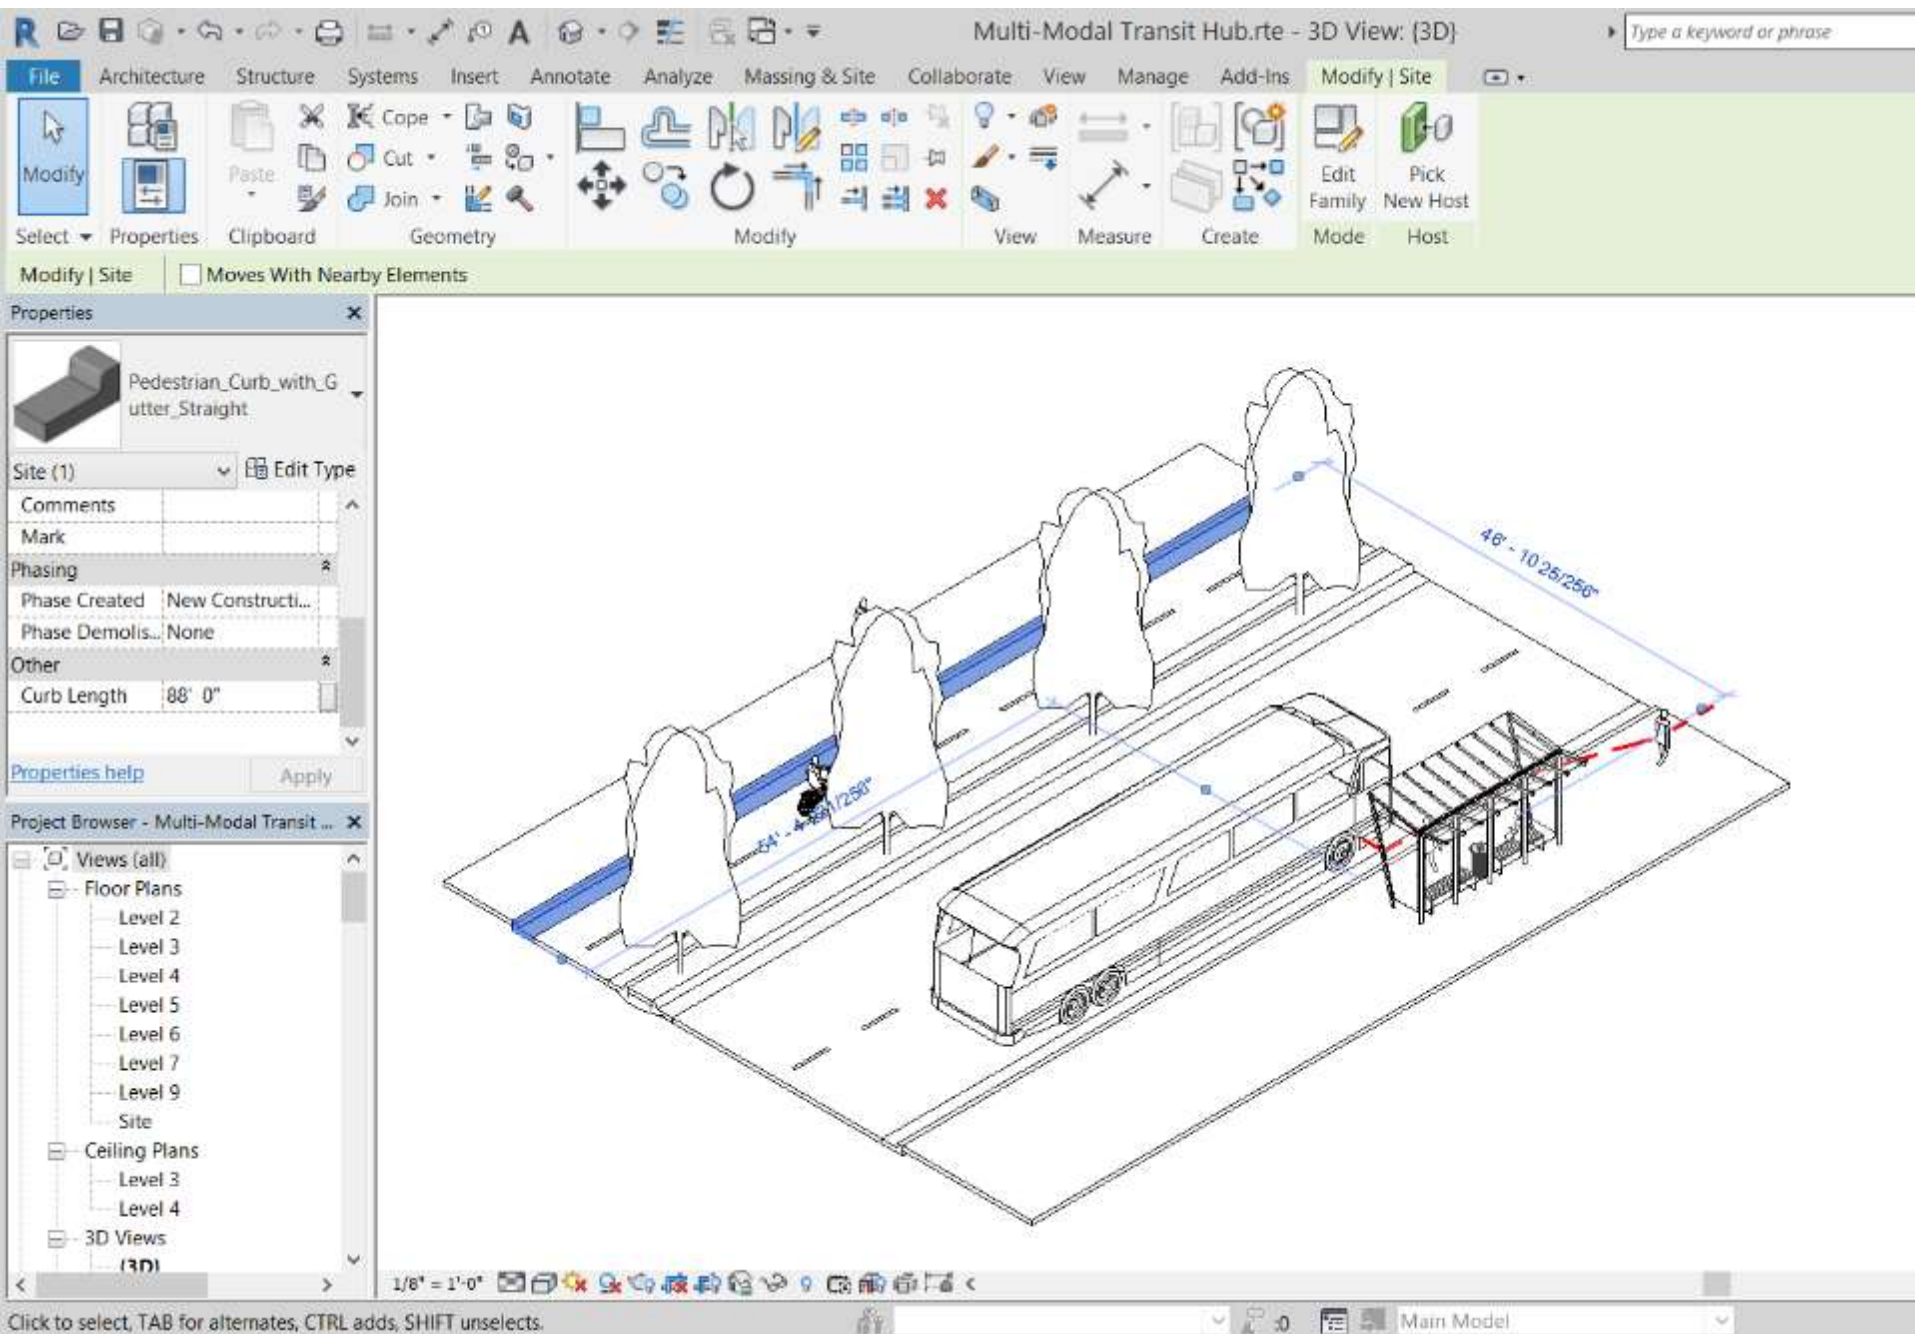 Multi-Modal Transit Hub.rte - 3D View: {3D}
Type a keyword or phrase
File Architecture Structure Systems Insert Annotate Analyze Massing & Site Collaborate View Manage Add-Ins Modify | Site
Modify
Paste
Cope
Cut
Join
Edit
Family
Pick
New Host
Select Properties Clipboard Geometry Modify View Measure Create Mode Host
Modify | Site Moves With Nearby Elements
Properties
Pedestrian_Curb_with_G
utter_Straight
Site (1) Edit Type
Comments
Mark
Phasing
Phase Created New Constructi...
Phase Demolis... None
Other
Curb Length 88' 0"
Properties help Apply
Project Browser - Multi-Modal Transit ...
Views (all)
Floor Plans
Level 2
Level 3
Level 4
Level 5
Level 6
Level 7
Level 9
Site
Ceiling Plans
Level 3
Level 4
3D Views
{3D}
46' - 10 25/256"
54' -
1/8" = 1'-0"
Click to select, TAB for alternates, CTRL adds, SHIFT unselects.
:0
Main Model